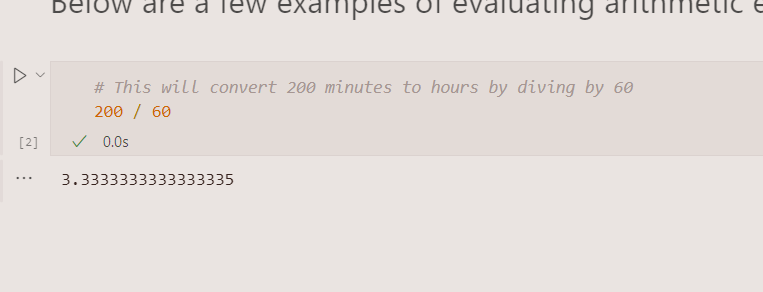 Below are a few examples of evaluating arithmetic e
# This will convert 200 minutes to hours by diving by 60
200 / 60
[2]
0.0s
3.3333333333333335